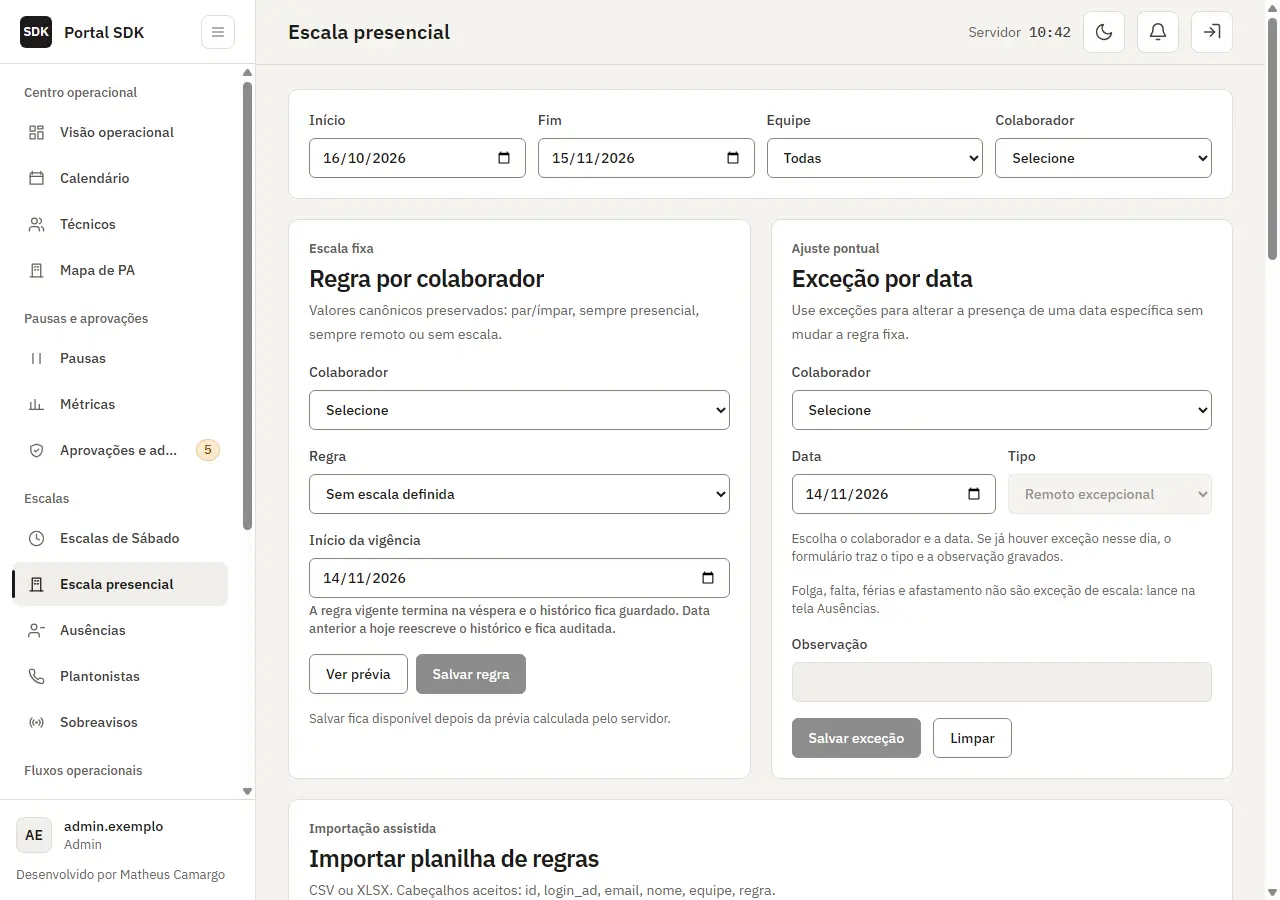 SDK
Portal SDK
Centro operacional
Visão operacional
Calendário
Técnicos
Mapa de PA
Pausas e aprovações
Pausas
Métricas
Aprovações e ad... 5
Escalas
Escalas de Sábado
Escala presencial
Ausências
Plantonistas
Sobreavisos
Fluxos operacionais
AE
admin.exemplo
Admin
Desenvolvido por Matheus Camargo
Escala presencial
Servidor 10:42
Início
16/10/2026
Fim
15/11/2026
Equipe
Todas
Colaborador
Selecione
Escala fixa
Regra por colaborador
Valores canônicos preservados: par/ímpar, sempre presencial,
sempre remoto ou sem escala.
Colaborador
Selecione
Regra
Sem escala definida
Início da vigência
14/11/2026
A regra vigente termina na véspera e o histórico fica guardado. Data
anterior a hoje reescreve o histórico e fica auditada.
Ver prévia
Salvar regra
Salvar fica disponível depois da prévia calculada pelo servidor.
Ajuste pontual
Exceção por data
Use exceções para alterar a presença de uma data específica sem
mudar a regra fixa.
Colaborador
Selecione
Data
14/11/2026
Tipo
Remoto excepcional
Escolha o colaborador e a data. Se já houver exceção nesse dia, o
formulário traz o tipo e a observação gravados.
Folga, falta, férias e afastamento não são exceção de escala: lance na
tela Ausências.
Observação
Salvar exceção
Limpar
Importação assistida
Importar planilha de regras
CSV ou XLSX. Cabeçalhos aceitos: id, login_ad, email, nome, equipe, regra.